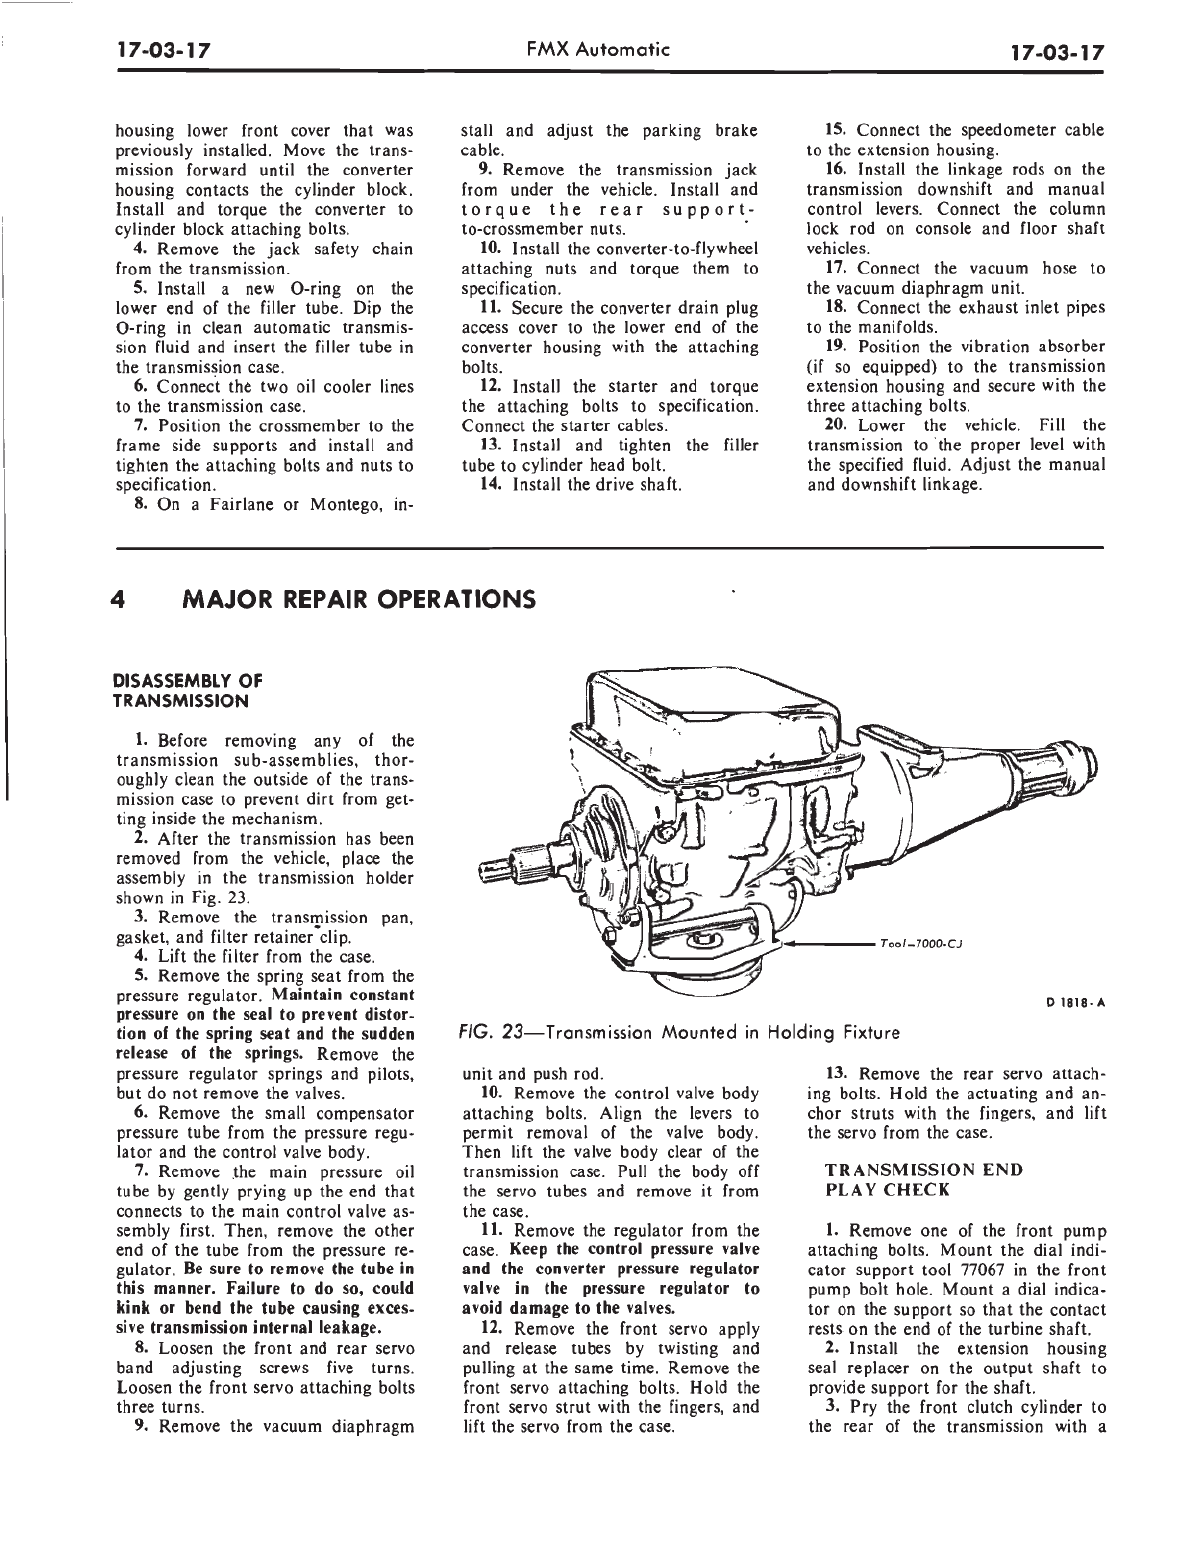 17-03-17
FMX Automatic
17-03-17
housing lower front cover that was
previously installed. Move the trans-
mission forward until the converter
housing contacts the cylinder block.
Install and torque the converter to
cylinder block attaching bolts.
4. Remove the jack safety chain
from the transmission.
5. Install a new O-ring on the
lower end of the filler tube. Dip the
O-ring in clean automatic transmis-
sion fluid and insert the filler tube in
the transmission case.
6. Connect the two oil cooler lines
to the transmission case.
7. Position the crossmember to the
frame side supports and install and
tighten the attaching bolts and nuts to
specification.
8. On a Fairlane or Montego, in-
stall and adjust the parking brake
cable.
9. Remove the transmission jack
from under the vehicle. Install and
torque the rear support-
to-crossmember nuts.
10. Install the converter-to-flywheel
attaching nuts and torque them to
specification.
11. Secure the converter drain plug
access cover to the lower end of the
converter housing with the attaching
bolts.
12. Install the starter and torque
the attaching bolts to specification.
Connect the starter cables.
13. Install and tighten the filler
tube to cylinder head bolt.
14. Install the drive shaft.
15. Connect the speedometer cable
to the extension housing.
16. Install the linkage rods on the
transmission downshift and manual
control levers. Connect the column
lock rod on console and floor shaft
vehicles.
17. Connect the vacuum hose to
the vacuum diaphragm unit.
18. Connect the exhaust inlet pipes
to the manifolds.
19. Position the vibration absorber
(if so equipped) to the transmission
extension housing and secure with the
three attaching bolts.
20. Lower the vehicle. Fill the
transmission to the proper level with
the specified fluid. Adjust the manual
and downshift linkage.
4 MAJOR REPAIR OPERATIONS
DISASSEMBLY OF
TRANSMISSION
1. Before removing any of the
transmission sub-assemblies, thor-
oughly clean the outside of the trans-
mission case to prevent dirt from get-
ting inside the mechanism.
2. After the transmission has been
removed from the vehicle, place the
assembly in the transmission holder
shown in Fig. 23.
3. Remove the transmission pan,
gasket, and filter retainer clip.
4. Lift the filter from the case.
5. Remove the spring seat from the
pressure regulator. Maintain constant
pressure on the seal to prevent distor-
tion of the spring seat and the sudden
release of the springs. Remove the
pressure regulator springs and pilots,
but do not remove the valves.
6. Remove the small compensator
pressure tube from the pressure regu-
lator and the control valve body.
7. Remove the main pressure oil
tube by gently prying up the end that
connects to the main control valve as-
sembly first. Then, remove the other
end of the tube from the pressure re-
gulator. Be sure to remove the tube in
this manner. Failure to do so, could
kink or bend the tube causing exces-
sive transmission internal leakage.
8. Loosen the front and rear servo
band adjusting screws five turns.
Loosen the front servo attaching bolts
three turns.
9. Remove the vacuum diaphragm
Tool-7000-CJ
D 1818-A
FIG. 23—Transmission Mounted in Holding Fixture
unit and push rod.
10. Remove the control valve body
attaching bolts. Align the levers to
permit removal of the valve body.
Then lift the valve body clear of the
transmission case. Pull the body off
the servo tubes and remove it from
the case.
11. Remove the regulator from the
case. Keep the control pressure valve
and the converter pressure regulator
valve in the pressure regulator to
avoid damage to the valves.
12. Remove the front servo apply
and release tubes by twisting and
pulling at the same time. Remove the
front servo attaching bolts. Hold the
front servo strut with the fingers, and
lift the servo from the case.
13. Remove the rear servo attach-
ing bolts. Hold the actuating and an-
chor struts with the fingers, and lift
the servo from the case.
TRANSMISSION END
PLAY CHECK
1. Remove one of the front pump
attaching bolts. Mount the dial indi-
cator support tool 77067 in the front
pump bolt hole. Mount a dial indica-
tor on the support so that the contact
rests on the end of the turbine shaft.
2. Install the extension housing
seal replacer on the output shaft to
provide support for the shaft.
3. Pry the front clutch cylinder to
the rear of the transmission with a